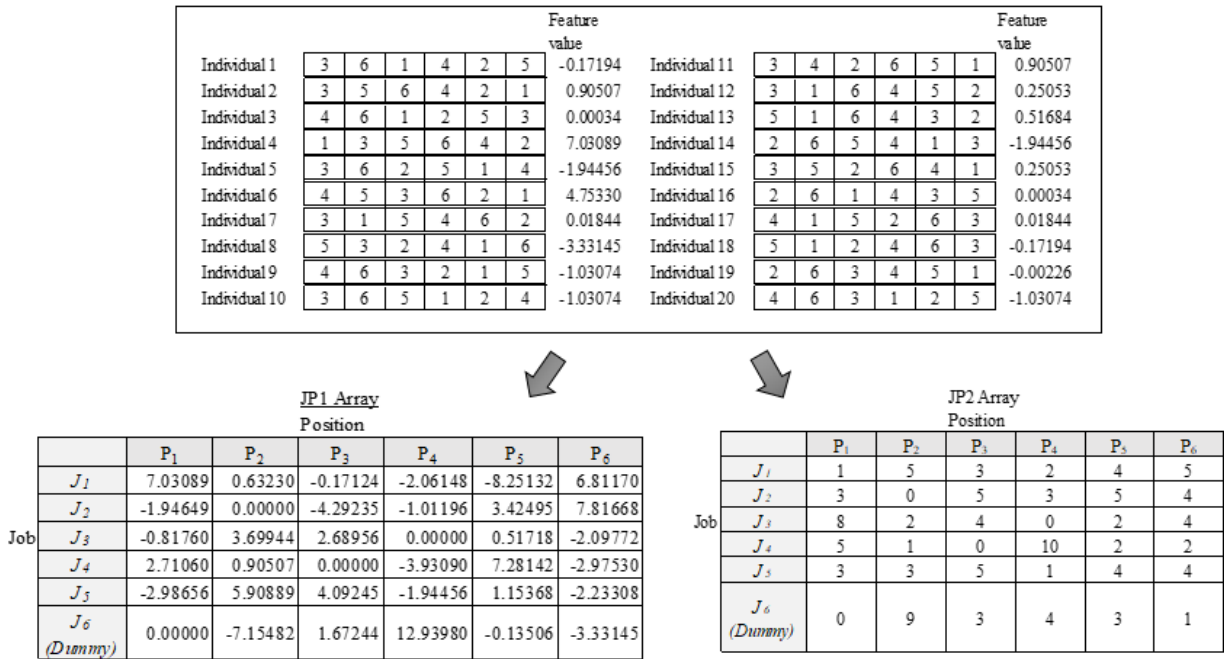 Feature value Feature value
Individual 1 3 6 1 4 2 5 -0.17194 Individual 11 3 4 2 6 5 1 0.90507
Individual 2 3 5 6 4 2 1 0.90507 Individual 12 3 1 6 4 5 2 0.25053
Individual 3 4 6 1 2 5 3 0.00034 Individual 13 5 1 6 4 3 2 0.51684
Individual 4 1 3 5 6 4 2 7.03089 Individual 14 2 6 5 4 1 3 -1.94456
Individual 5 3 6 2 5 1 4 -1.94456 Individual 15 3 5 2 6 4 1 0.25053
Individual 6 4 5 3 6 2 1 4.75330 Individual 16 2 6 1 4 3 5 0.00034
Individual 7 3 1 5 4 6 2 0.01844 Individual 17 4 1 5 2 6 3 0.01844
Individual 8 5 3 2 4 1 6 -3.33145 Individual 18 5 1 2 4 6 3 -0.17194
Individual 9 4 6 3 2 1 5 -1.03074 Individual 19 2 6 3 4 5 1 -0.00226
Individual 10 3 6 5 1 2 4 -1.03074 Individual 20 4 6 3 1 2 5 -1.03074
JP1 Array
Position
P1 P2 P3 P4 P5 P6
J1 7.03089 0.63230 -0.17124 -2.06148 -8.25132 6.81170
J2 -1.94649 0.00000 -4.29235 -1.01196 3.42495 7.81668
Job J3 -0.81760 3.69944 2.68956 0.00000 0.51718 -2.09772
J4 2.71060 0.90507 0.00000 -3.93090 7.28142 -2.97530
J5 -2.98656 5.90889 4.09245 -1.94456 1.15368 -2.23308
J6 (Dummy) 0.00000 -7.15482 1.67244 12.93980 -0.13506 -3.33145
JP2 Array
Position
P1 P2 P3 P4 P5 P6
J1 1 5 3 2 4 5
J2 3 0 5 3 5 4
Job J3 8 2 4 0 2 4
J4 5 1 0 10 2 2
J5 3 3 5 1 4 4
J6 (Dummy) 0 9 3 4 3 1